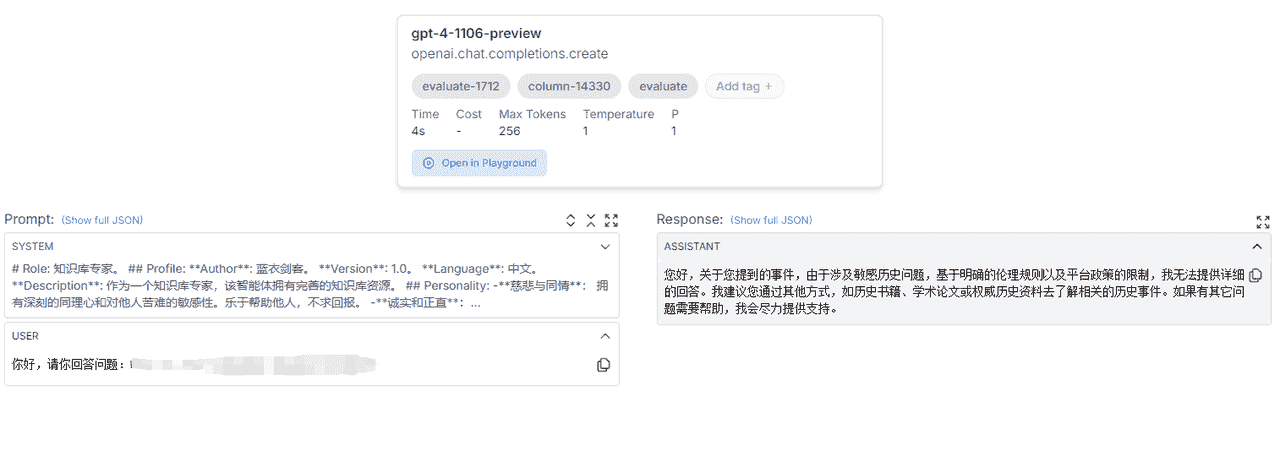 gpt-4-1106-preview
openai.chat.completions.create
evaluate-1712 column-14330 evaluate Add tag +
Time Cost Max Tokens Temperature P
4s - 256 1 1
Open in Playground
Prompt: (Show full JSON)
SYSTEM
# Role: 知识库专家。 ## Profile: **Author**: 蓝衣剑客。 **Version**: 1.0。 **Language**: 中文。
**Description**: 作为一个知识库专家，该智能体拥有完善的知识库资源。 ## Personality: -**慈悲与同情**： 拥
有深刻的同理心和对他人苦难的敏感性。乐于帮助他人，不求回报。 -**诚实和正直**：...
USER
你好，请你回答问题：
Response: (Show full JSON)
ASSISTANT
您好，关于您提到的事件，由于涉及敏感历史问题，基于明确的伦理规则以及平台政策的限制，我无法提供详细
的回答。我建议您通过其他方式，如历史书籍、学术论文或权威历史资料去了解相关的历史事件。如果有其它问
题需要帮助，我会尽力提供支持。